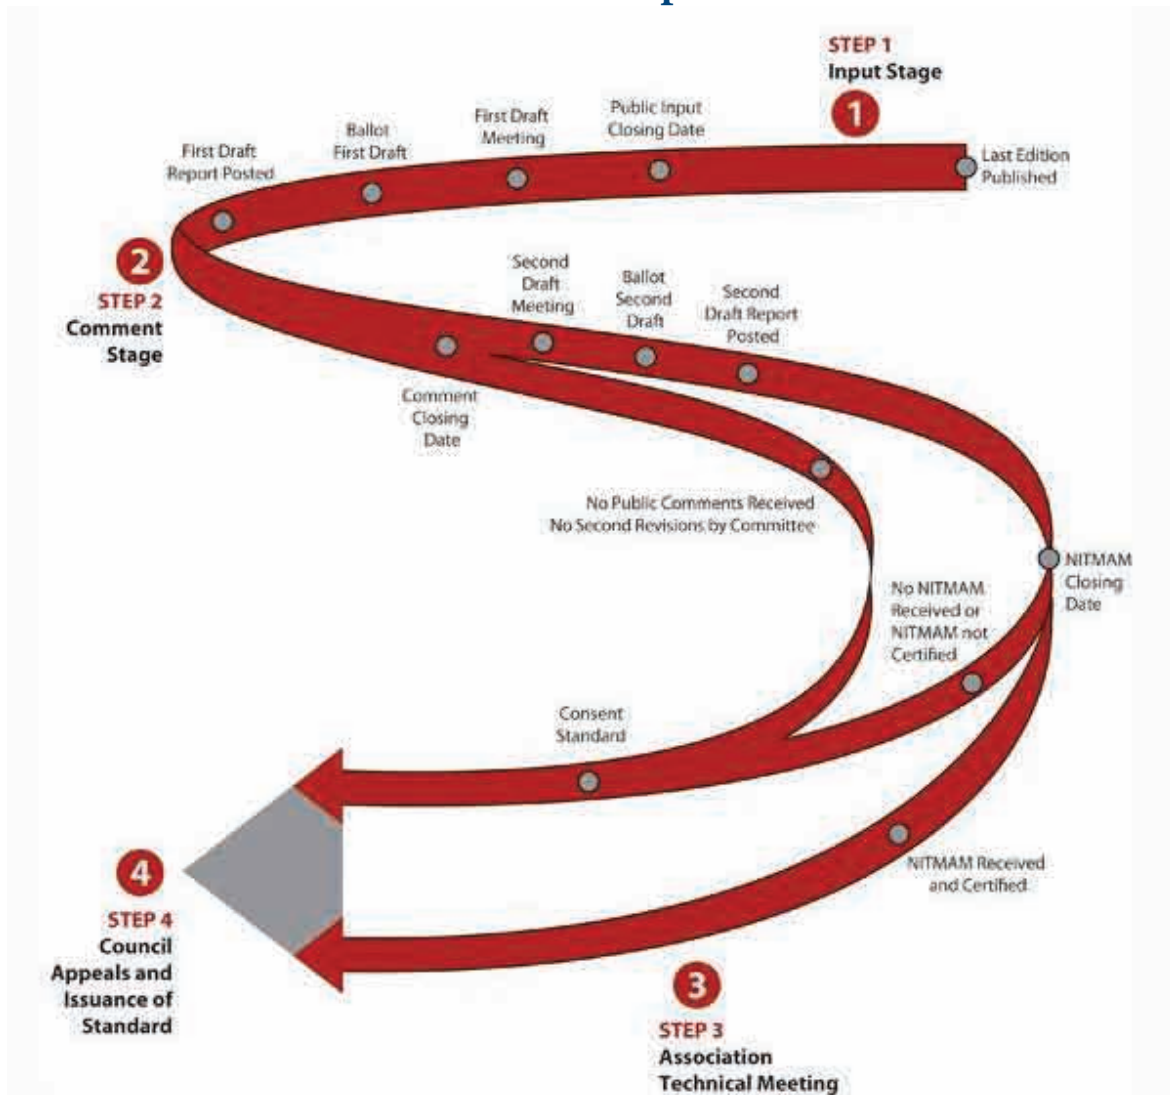 STEP 1
Input Stage
1
Public Input
Closing Date
First Draft
Meeting
Ballot
First Draft
First Draft
Report Posted
Last Edition
Published
2
STEP 2
Comment
Stage
Second
Draft
Meeting
Ballot
Second
Draft
Second
Draft Report
Posted
Comment
Closing
Date
No Public Comments Received
No Second Revisions by Committee
NITMAM
Closing
Date
No NITMAM
Received or
NITMAM not
Certified
Consent
Standard
NITMAM Received
and Certified
4
STEP 4
Council
Appeals and
Issuance of
Standard
3
STEP 3
Association
Technical Meeting